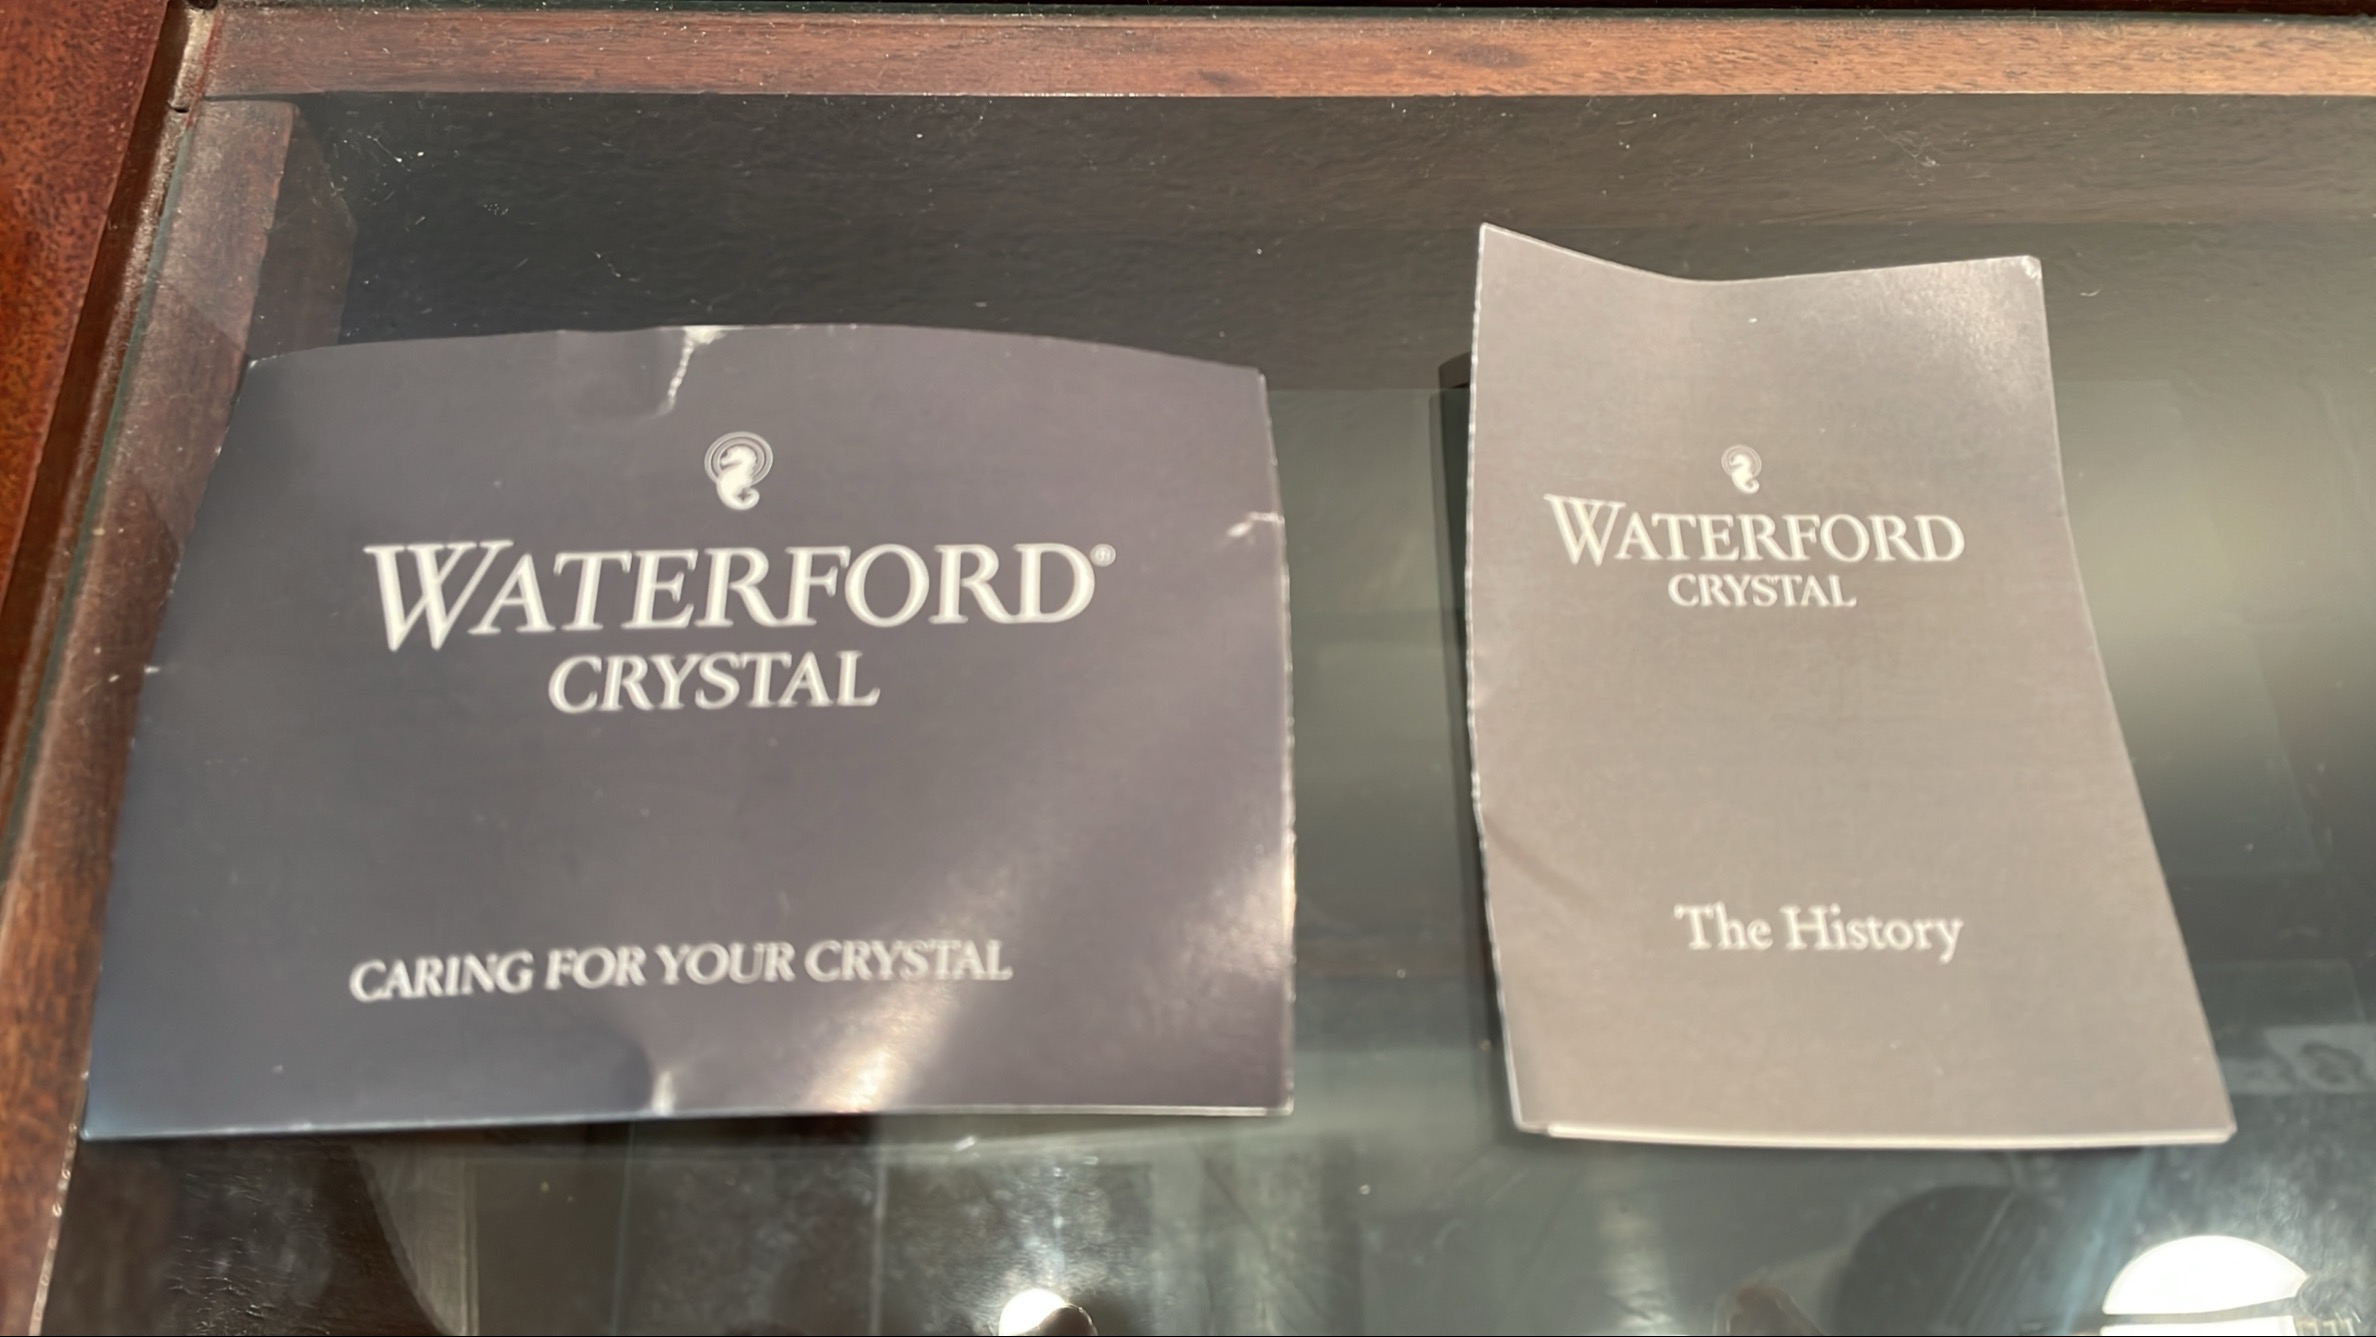 WATERFORD®
CRYSTAL
CARING FOR YOUR CRYSTAL
WATERFORD
CRYSTAL
The History